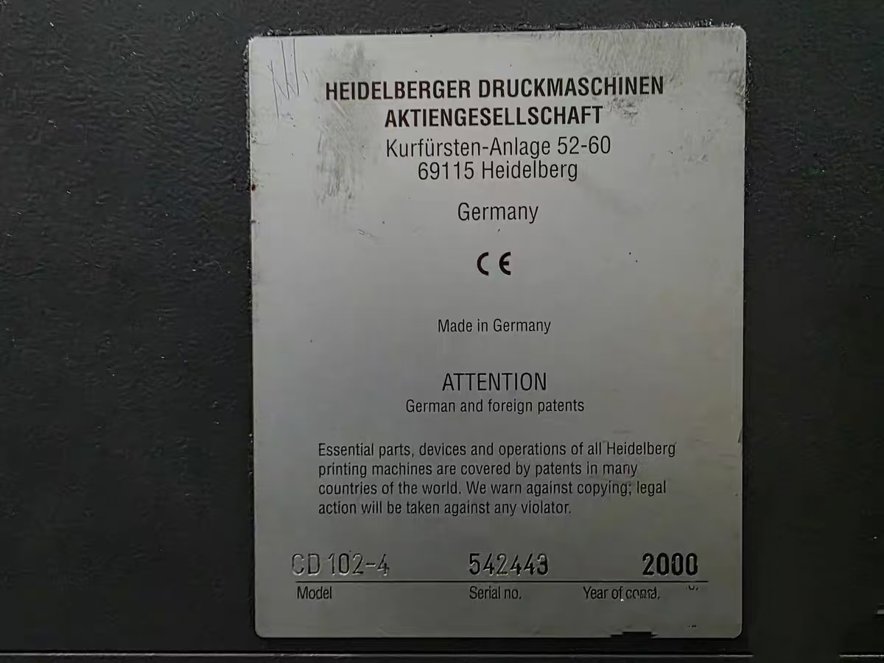 HEIDELBERGER DRUCKMASCHINEN
AKTIENGESELLSCHAFT
Kurfürsten-Anlage 52-60
69115 Heidelberg
Germany
CE
Made in Germany
ATTENTION
German and foreign patents
Essential parts, devices and operations of all Heidelberg
printing machines are covered by patents in many
countries of the world. We warn against copying; legal
action will be taken against any violator.
CD 102-4 542443 2000
Model Serial no. Year of